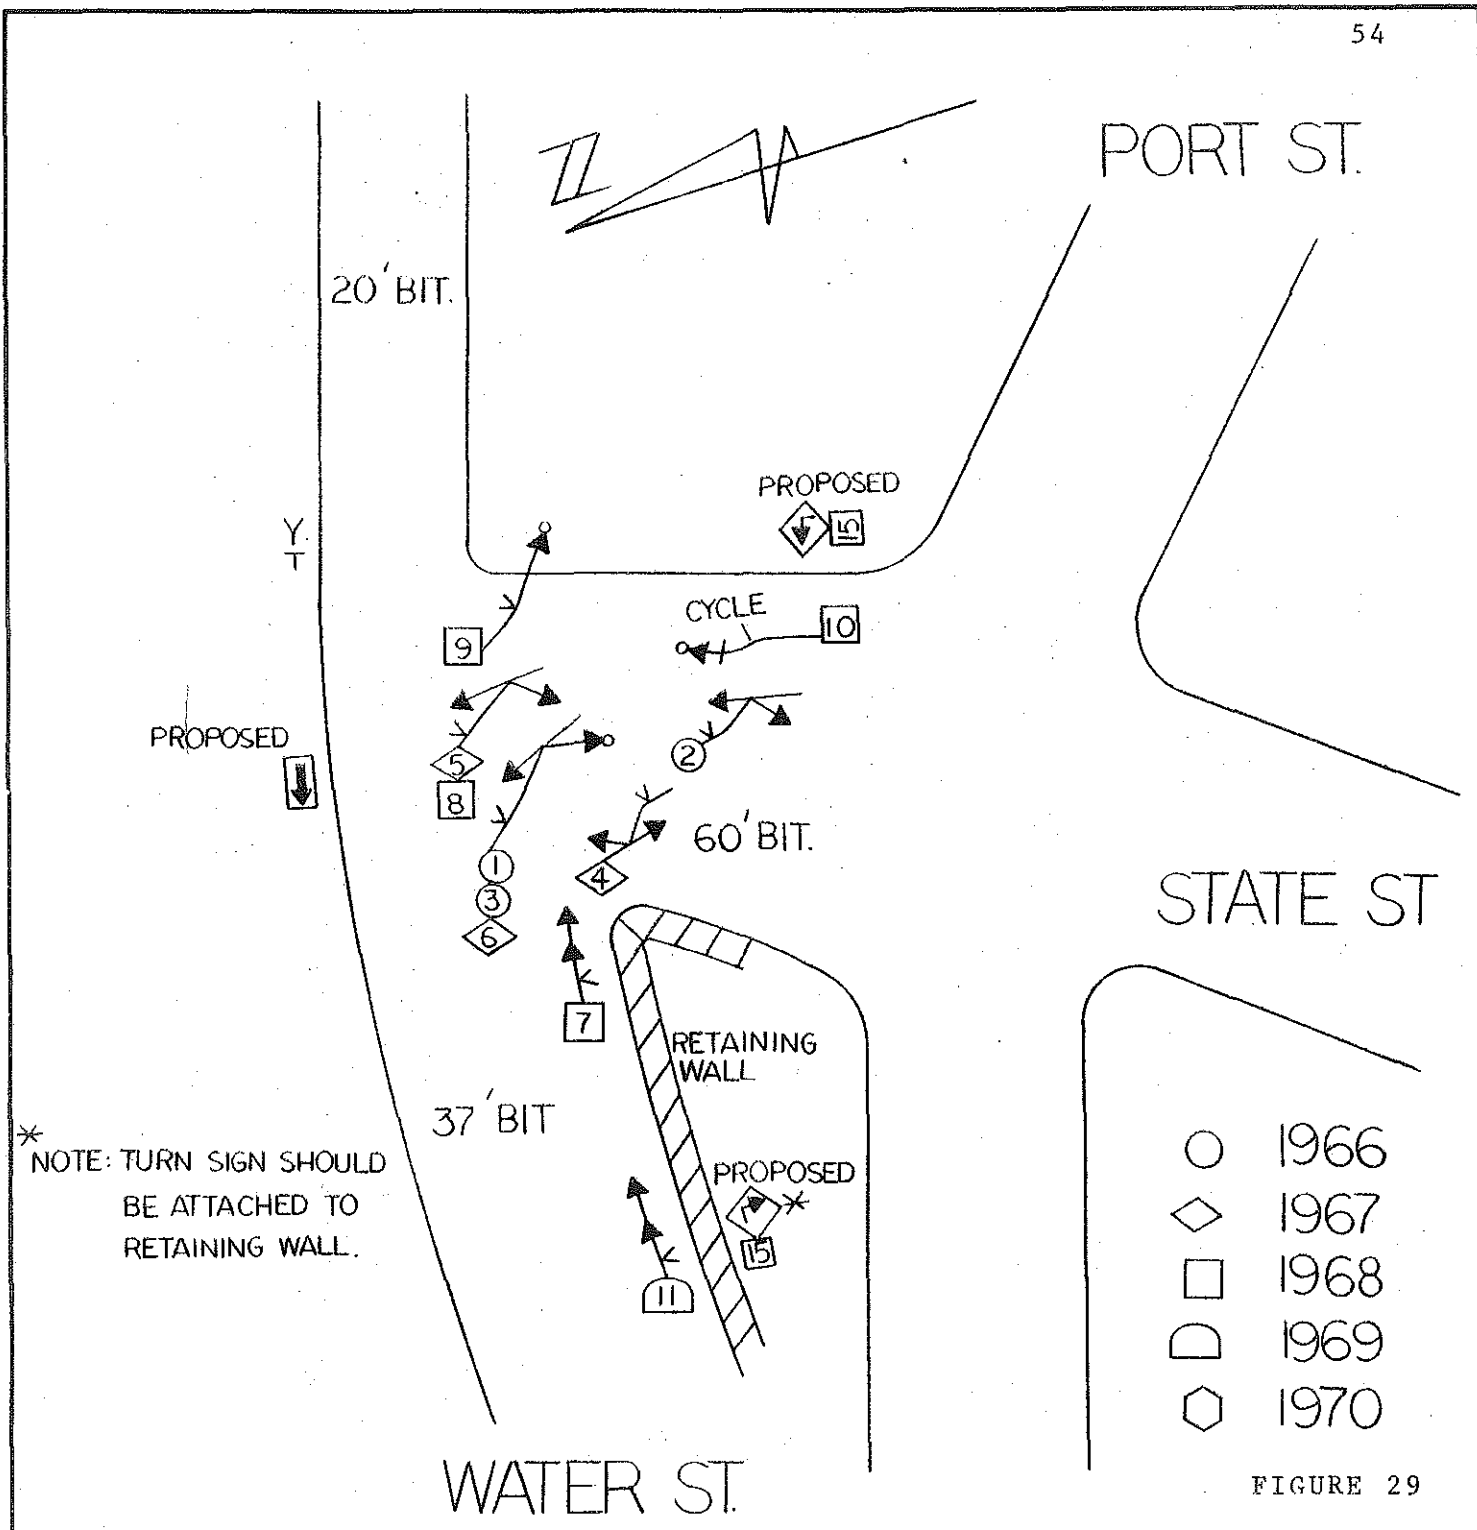 54
PORT ST.
N
20' BIT.
PROPOSED
15
Y
T
CYCLE
10
9
PROPOSED
2
5
8
60' BIT.
1
4
3
6
STATE ST
7
RETAINING
WALL
37' BIT
*
NOTE: TURN SIGN SHOULD
BE ATTACHED TO
RETAINING WALL.
PROPOSED
*
15
11
1966
1967
1968
1969
1970
WATER ST.
FIGURE 29